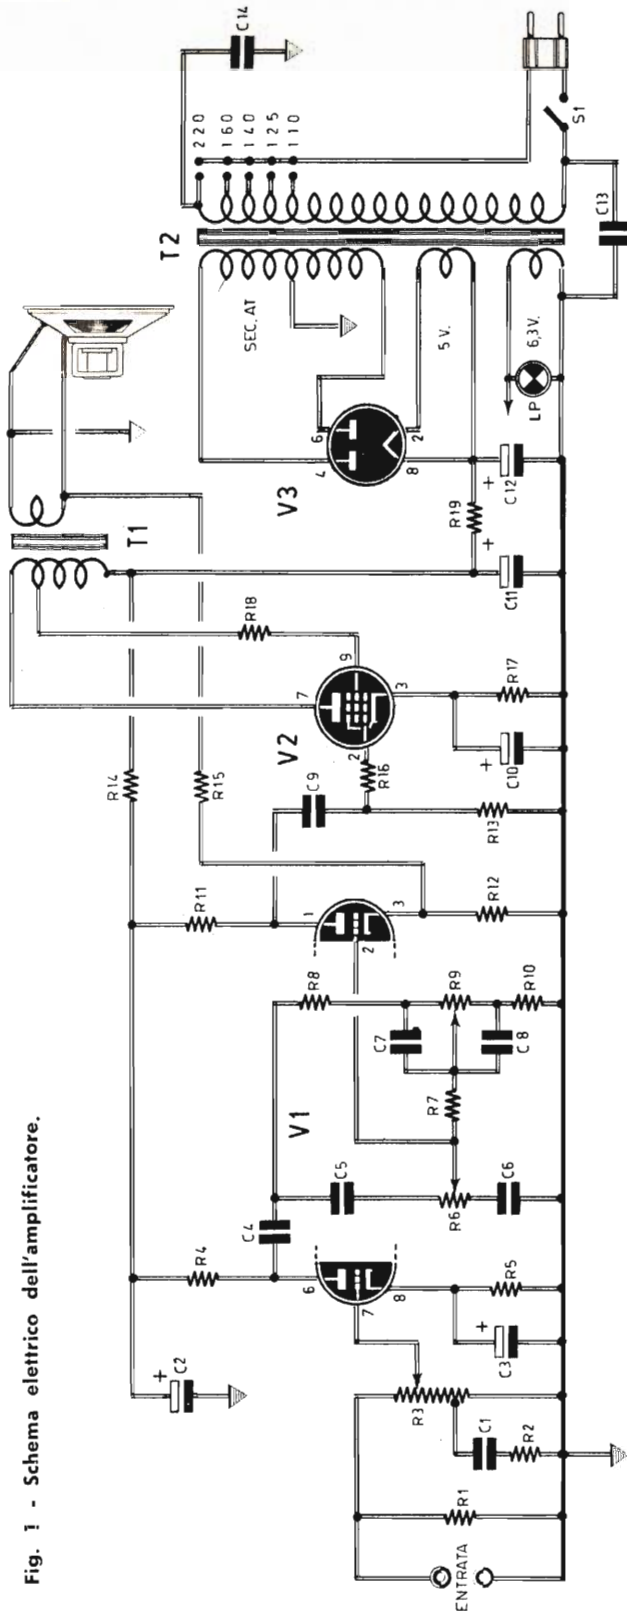 Fig. 1 - Schema elettrico dell'amplificatore.
ENTRATA
R1
C1
R2
R3
C2
+
R4
6
7
8
C3
+
R5
C4
C5
R6
C6
V1
R7
R8
C7
R9
C8
R10
R11
1
2
3
R12
C9
R13
R14
R15
R16
V2
2
7
9
3
C10
+
R17
R18
T1
C11
+
R19
C12
+
V3
4
6
8
2
T2
SEC. AT
5 V.
6,3 V.
LP
C14
220
160
140
125
110
S1
C13